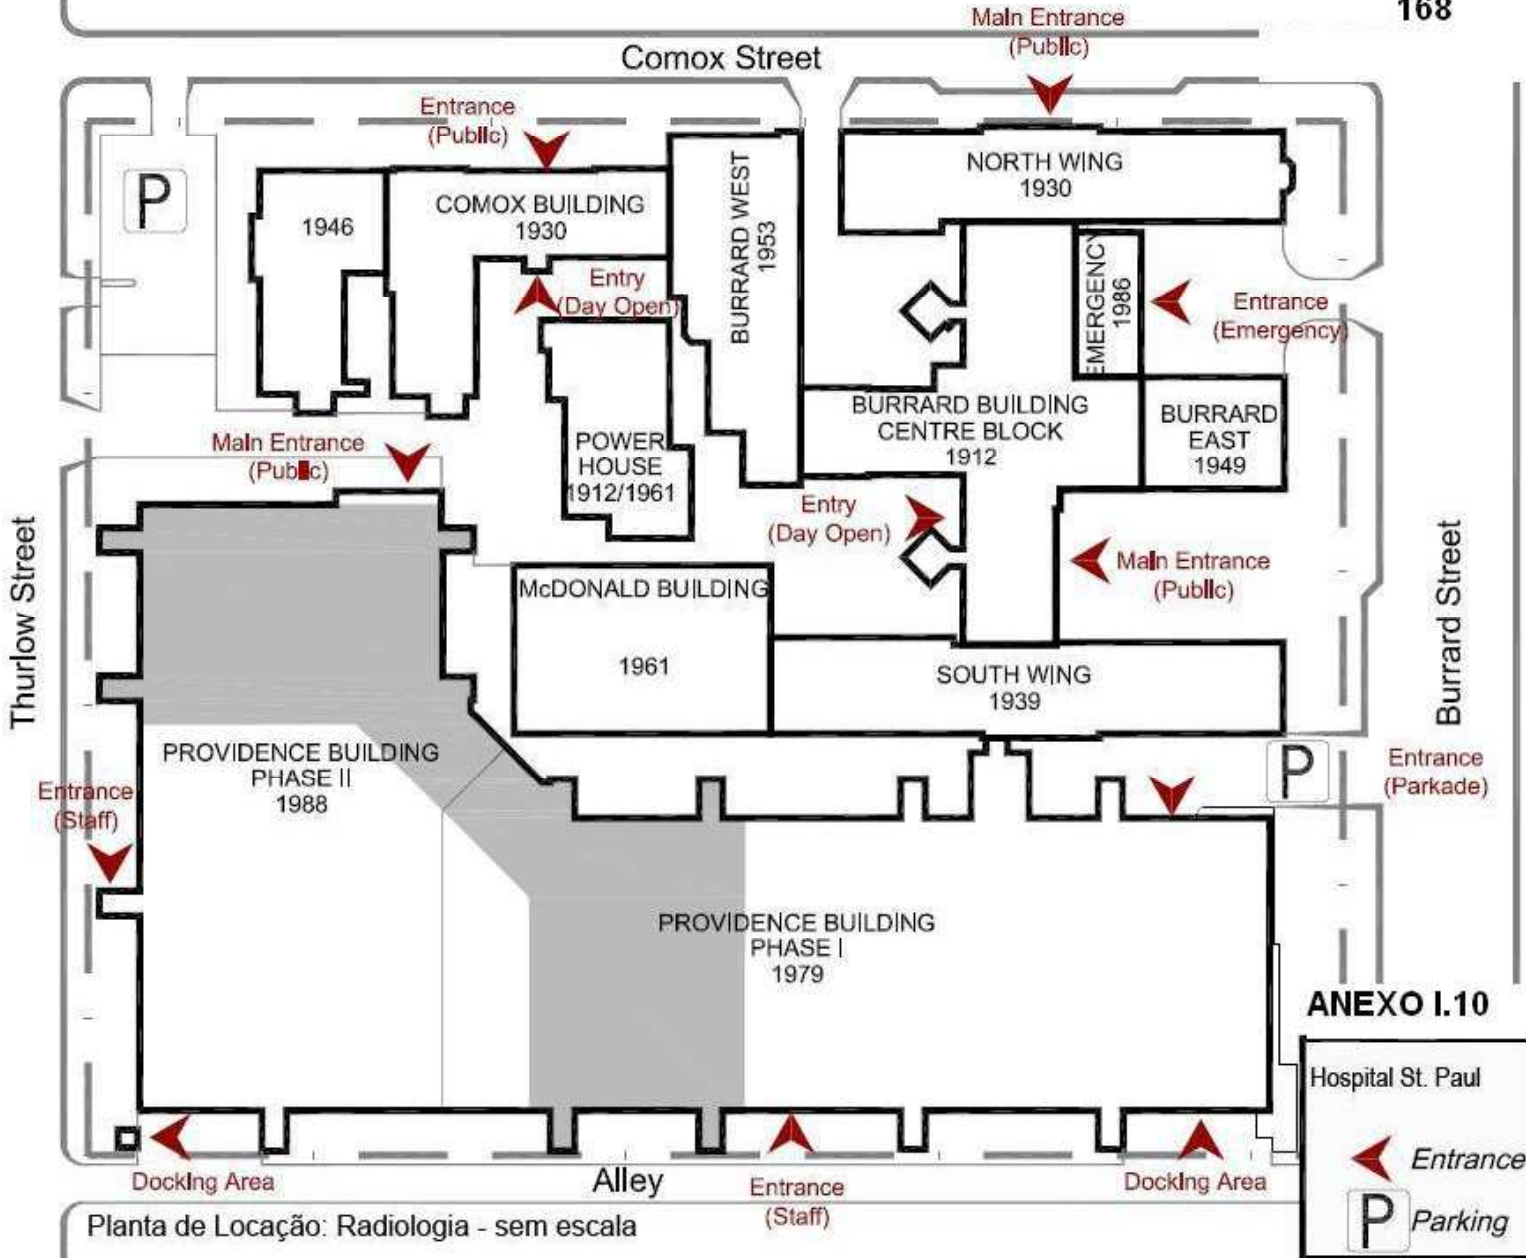 168
Main Entrance
(Public)
Comox Street
Entrance
(Public)
P
1946
COMOX BUILDING
1930
BURRARD WEST
1953
NORTH WING
1930
Entry
(Day Open)
EMERGENCY
1986
Entrance
(Emergency)
BURRARD BUILDING
CENTRE BLOCK
1912
BURRARD
EAST
1949
Main Entrance
(Public)
POWER
HOUSE
1912/1961
Entry
(Day Open)
Main Entrance
(Public)
Thurlow Street
Burrard Street
McDONALD BUILDING
1961
SOUTH WING
1939
PROVIDENCE BUILDING
PHASE II
1988
Entrance
(Staff)
P
Entrance
(Parkade)
PROVIDENCE BUILDING
PHASE I
1979
ANEXO I.10
Hospital St. Paul
Entrance
P Parking
Docking Area
Alley
Entrance
(Staff)
Docking Area
Planta de Locação: Radiologia - sem escala